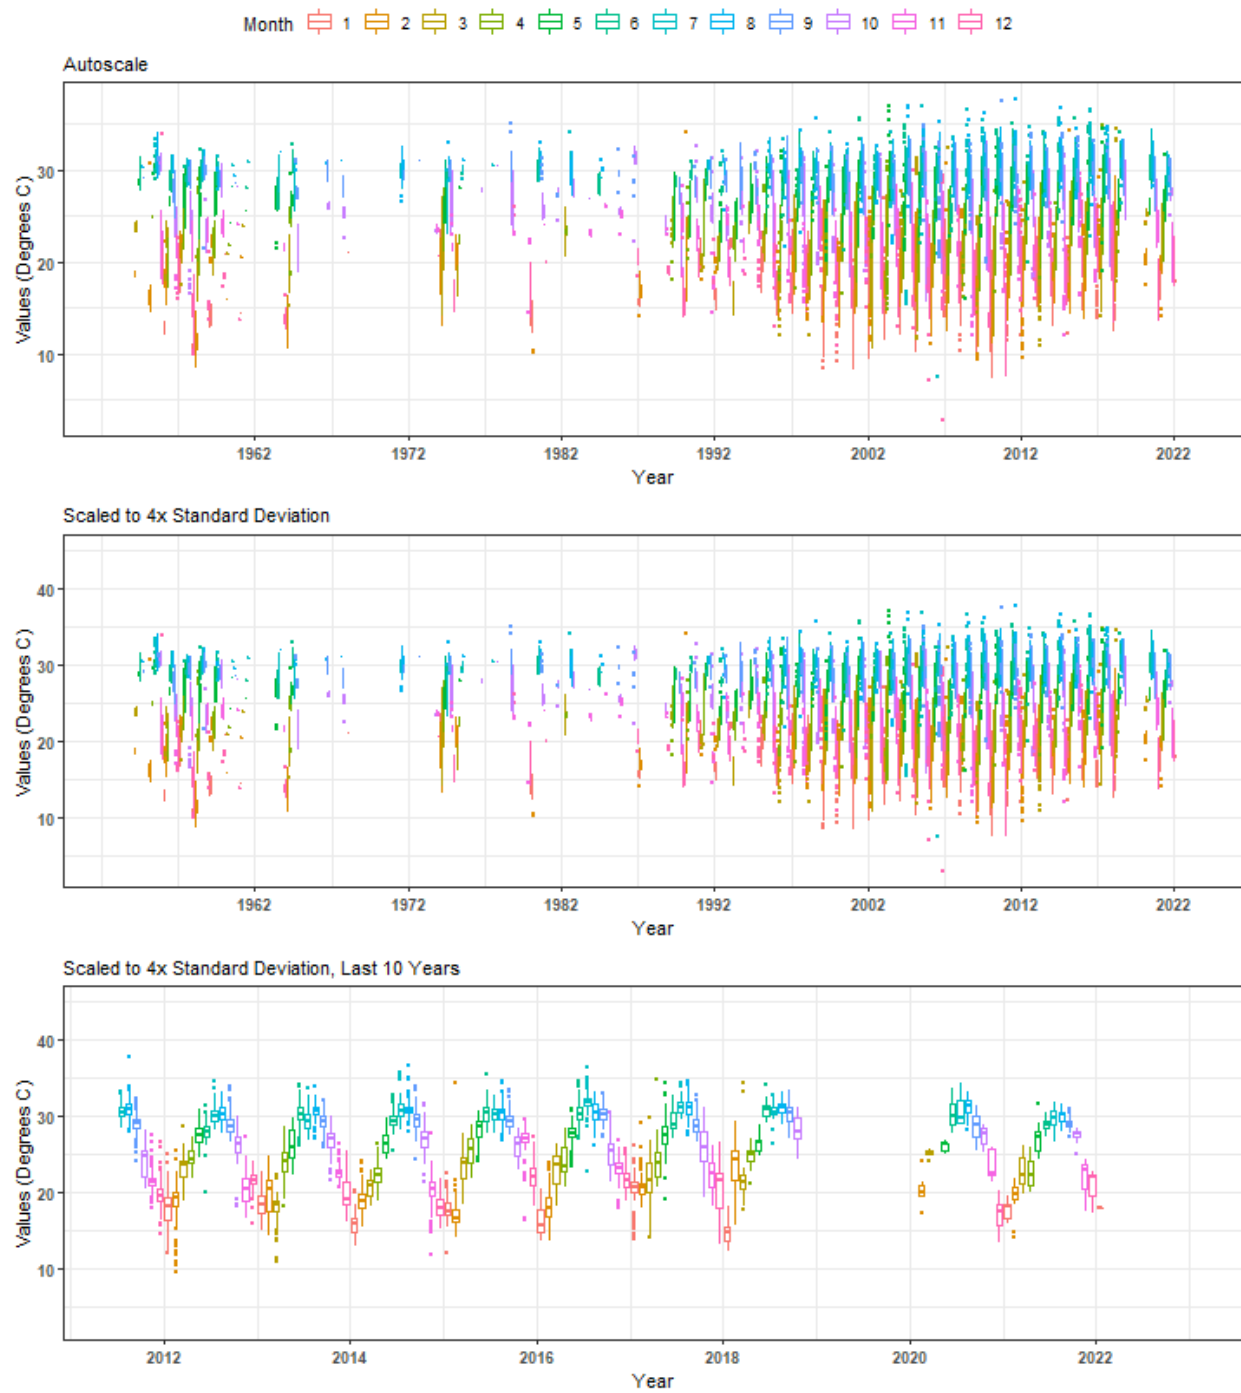 Month 1 2 3 4 5 6 7 8 9 10 11 12
Autoscale
Values (Degrees C)
30
20
10
1962 1972 1982 1992 2002 2012 2022
Year
Scaled to 4x Standard Deviation
Values (Degrees C)
40
30
20
10
1962 1972 1982 1992 2002 2012 2022
Year
Scaled to 4x Standard Deviation, Last 10 Years
Values (Degrees C)
40
30
20
10
2012 2014 2016 2018 2020 2022
Year